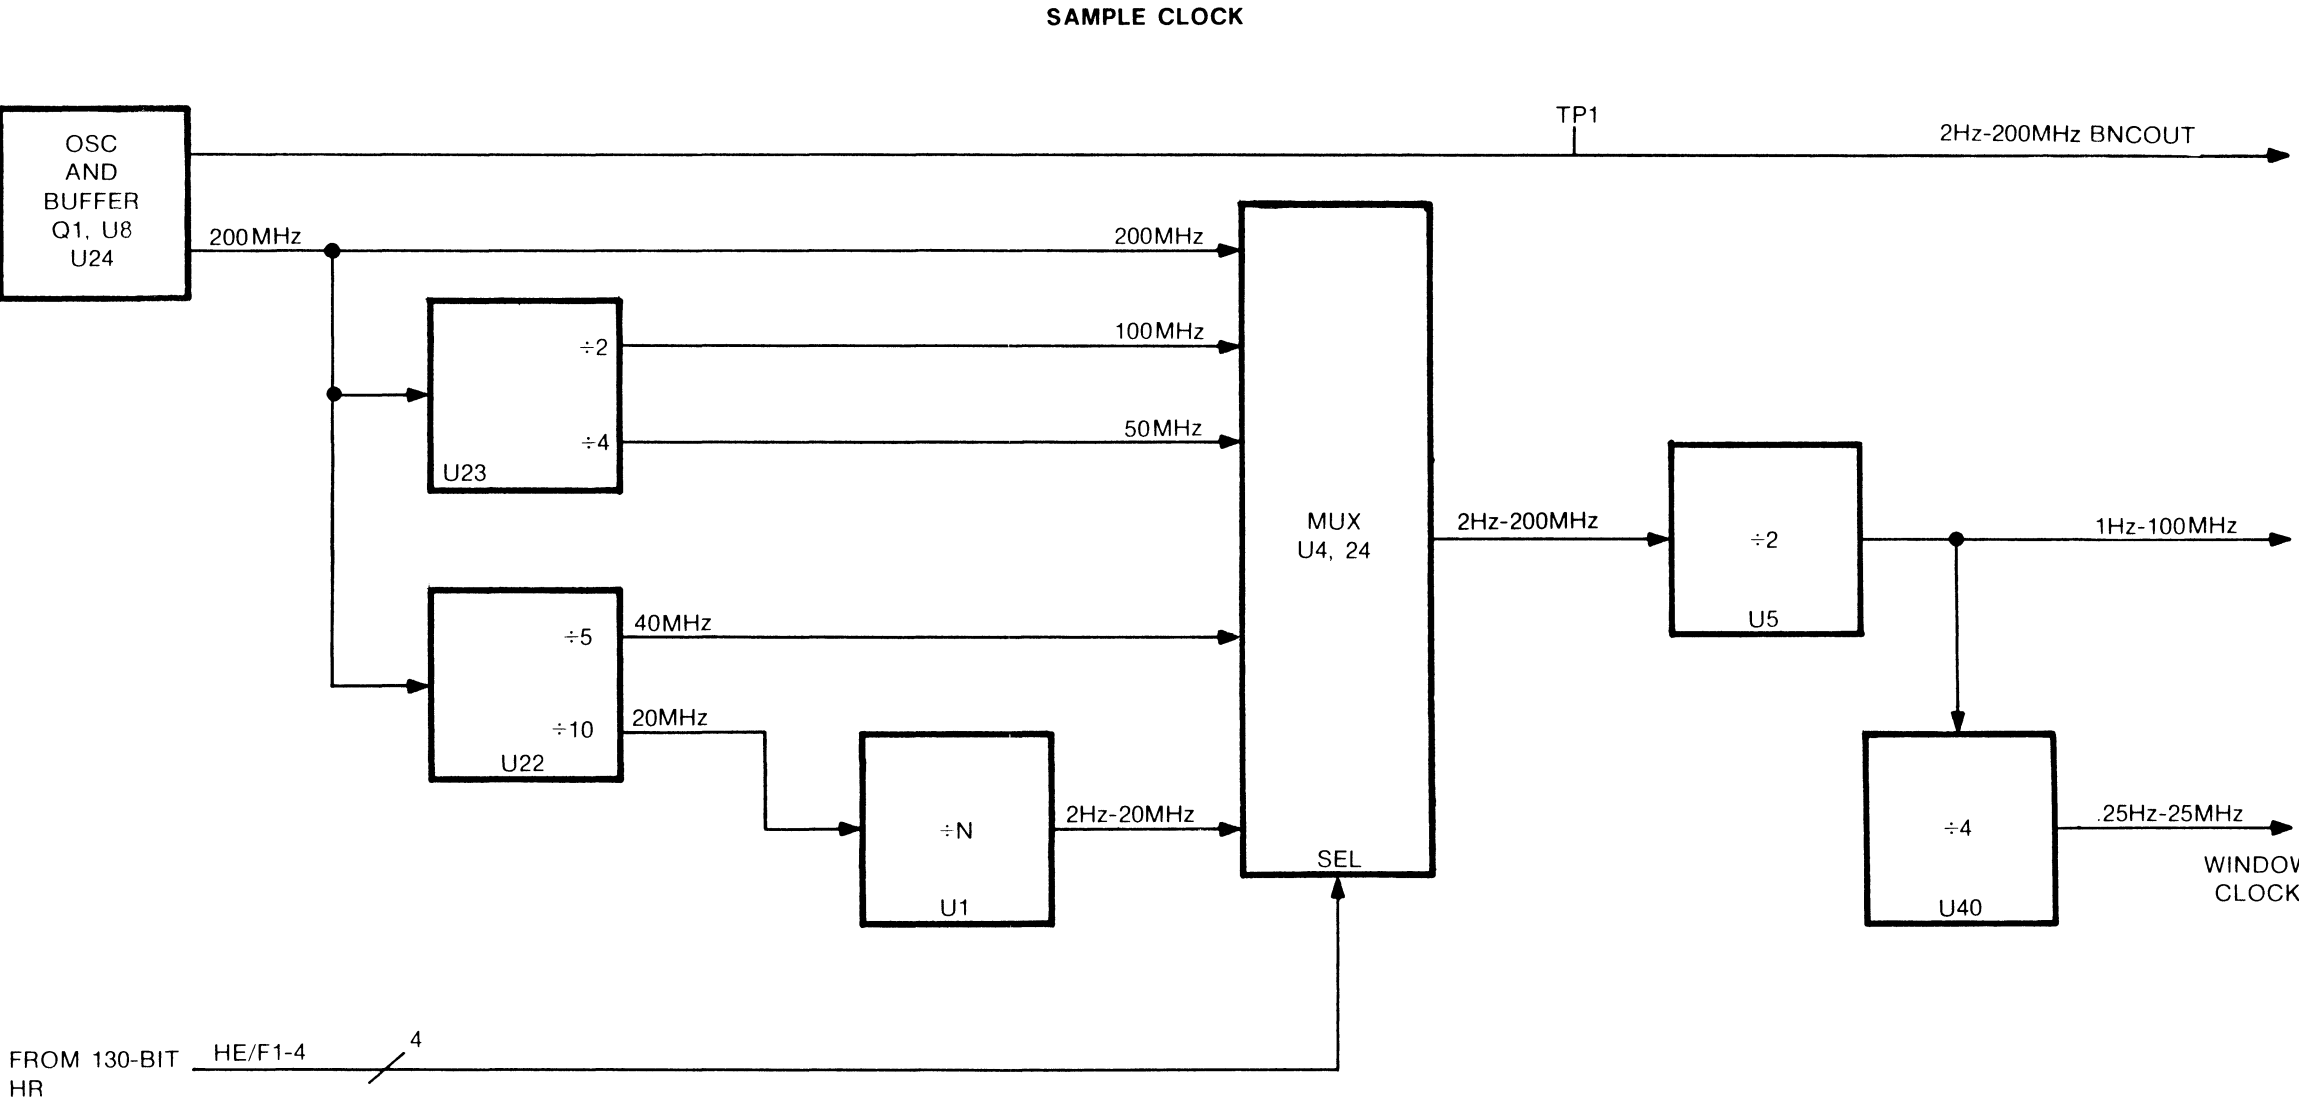 SAMPLE CLOCK
TP1
2Hz-200MHz BNCOUT
OSC
AND
BUFFER
Q1, U8
U24
200MHz
200MHz
100MHz
÷2
50MHz
÷4
U23
MUX
U4, 24
2Hz-200MHz
÷2
U5
1Hz-100MHz
÷5
40MHz
÷10
20MHz
U22
÷N
U1
2Hz-20MHz
SEL
÷4
U40
.25Hz-25MHz
WINDOW
CLOCK
4
FROM 130-BIT
HR
HE/F1-4